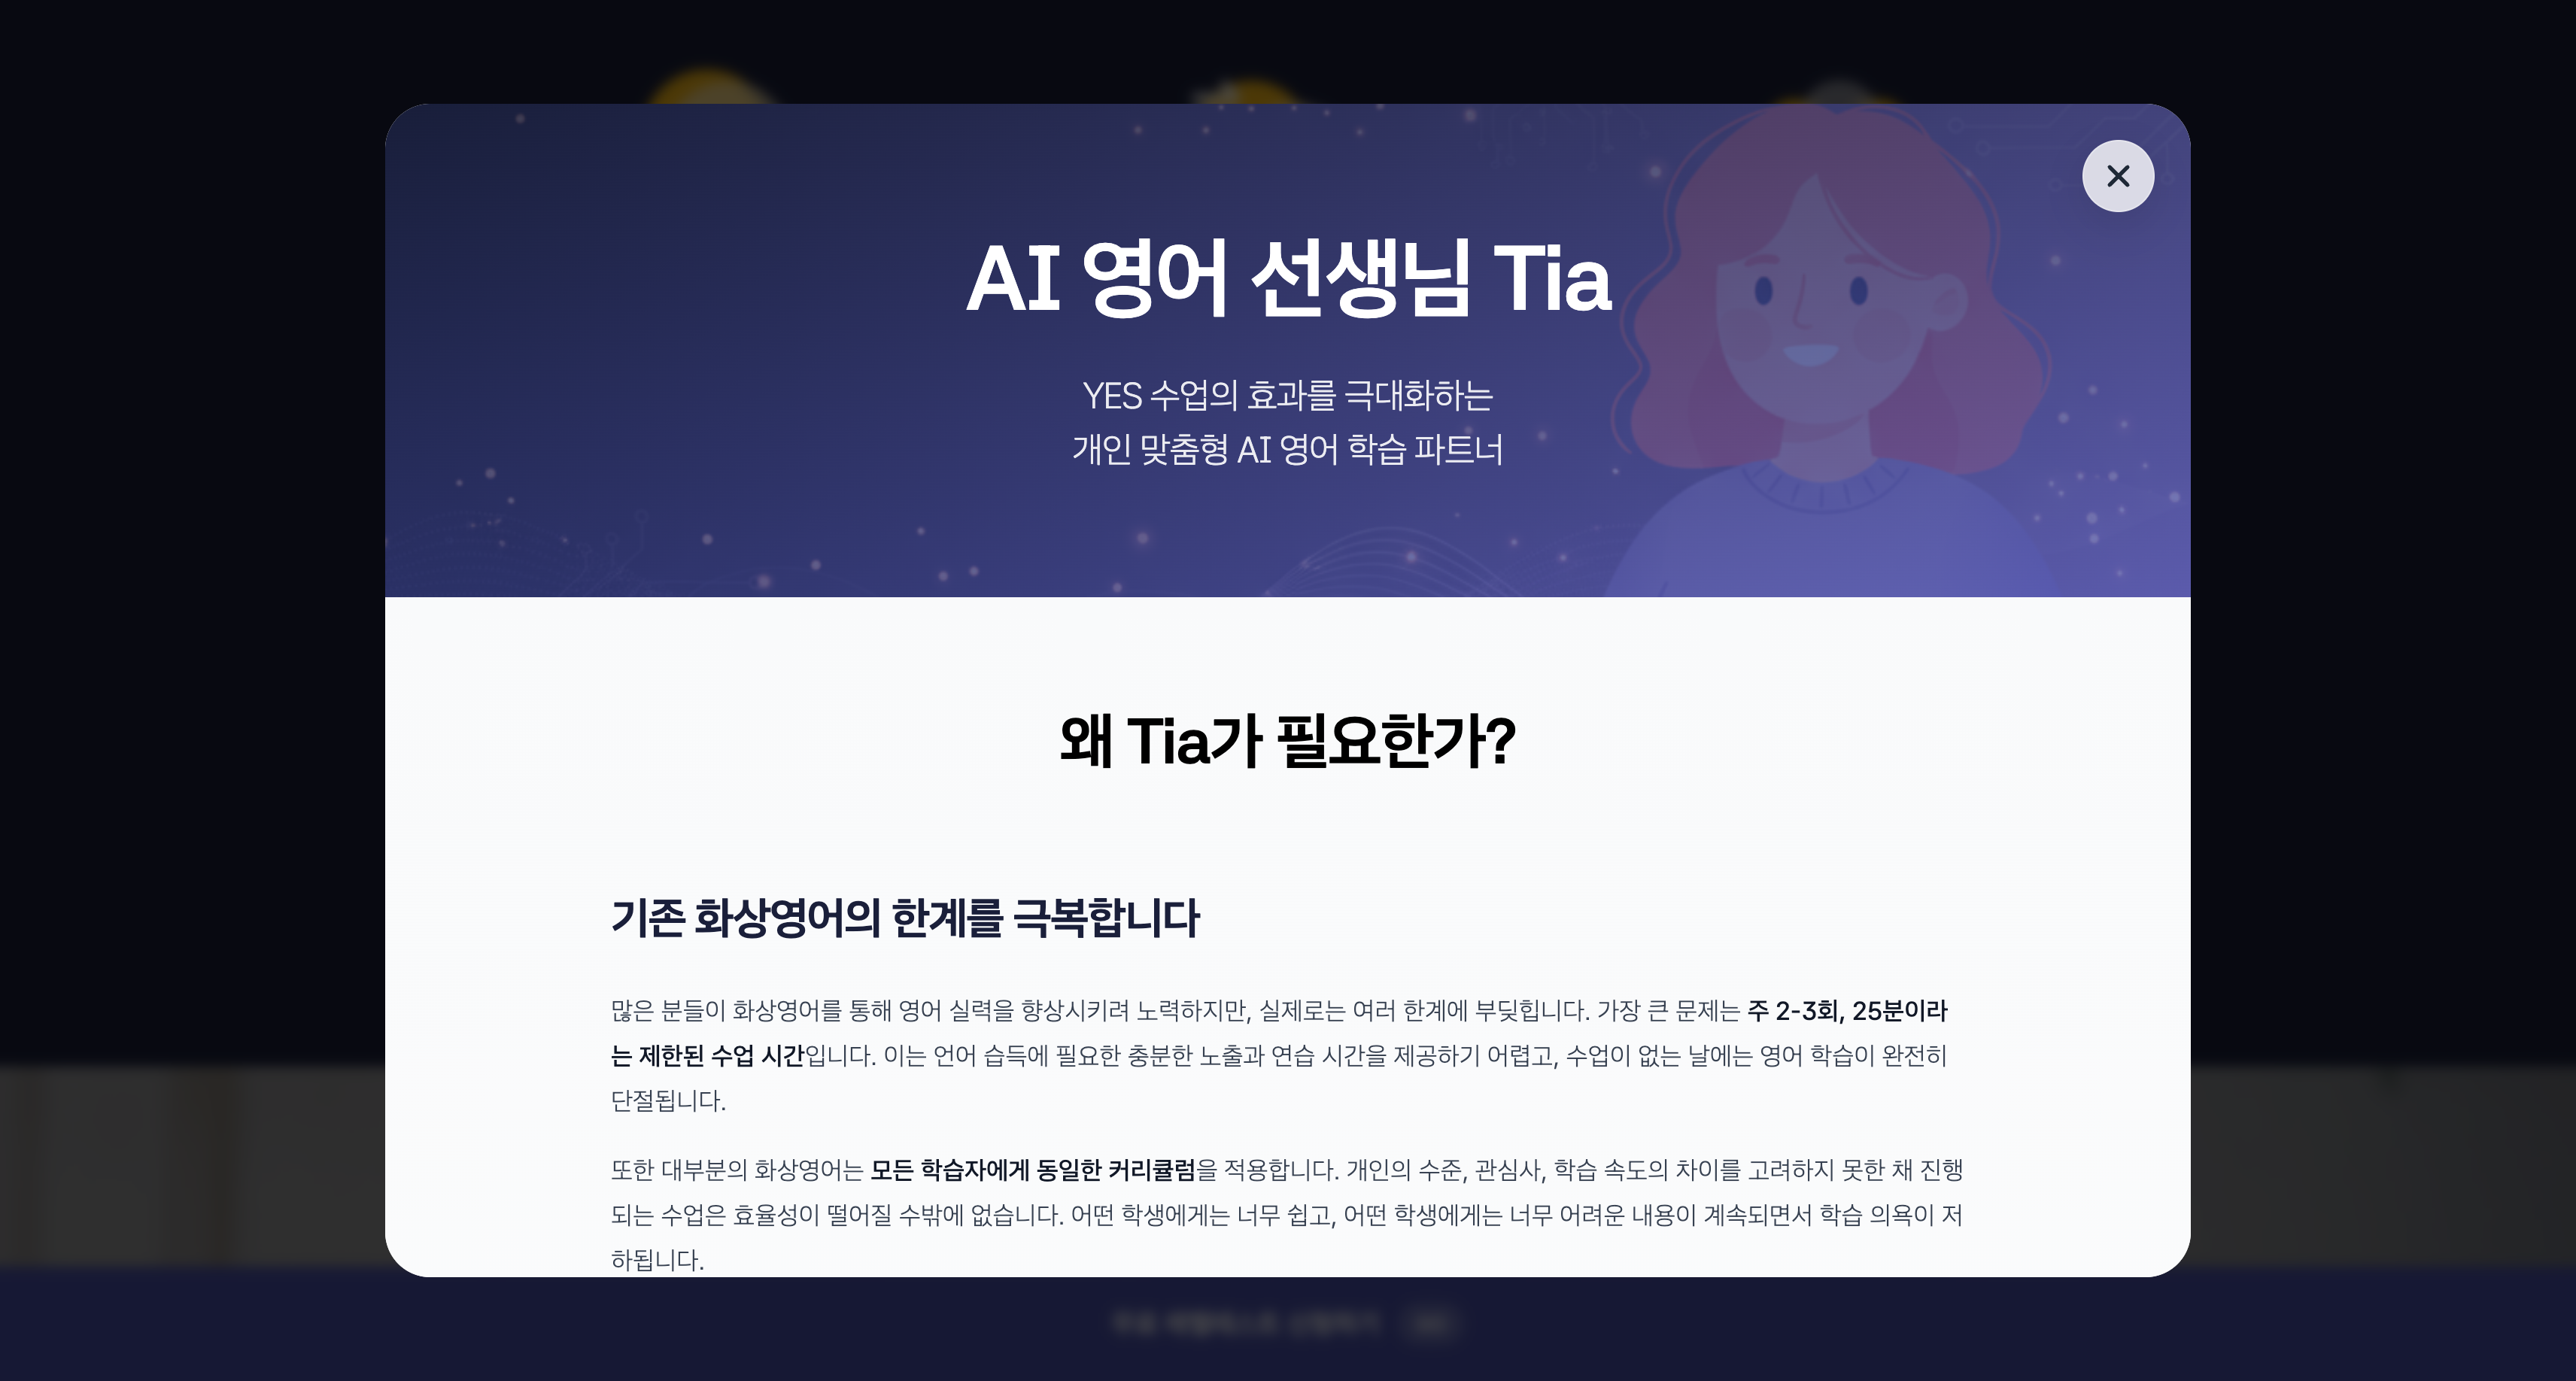 AI 영어 선생님 Tia
YES 수업의 효과를 극대화하는
개인 맞춤형 AI 영어 학습 파트너
왜 Tia가 필요한가?
기존 화상영어의 한계를 극복합니다
많은 분들이 화상영어를 통해 영어 실력을 향상시키려 노력하지만, 실제로는 여러 한계에 부딪힙니다. 가장 큰 문제는 주 2-3회, 25분이라
는 제한된 수업 시간입니다. 이는 언어 습득에 필요한 충분한 노출과 연습 시간을 제공하기 어렵고, 수업이 없는 날에는 영어 학습이 완전히
단절됩니다.
또한 대부분의 화상영어는 모든 학습자에게 동일한 커리큘럼을 적용합니다. 개인의 수준, 관심사, 학습 속도의 차이를 고려하지 못한 채 진행
되는 수업은 효율성이 떨어질 수밖에 없습니다. 어떤 학생에게는 너무 쉽고, 어떤 학생에게는 너무 어려운 내용이 계속되면서 학습 의욕이 저
하됩니다.